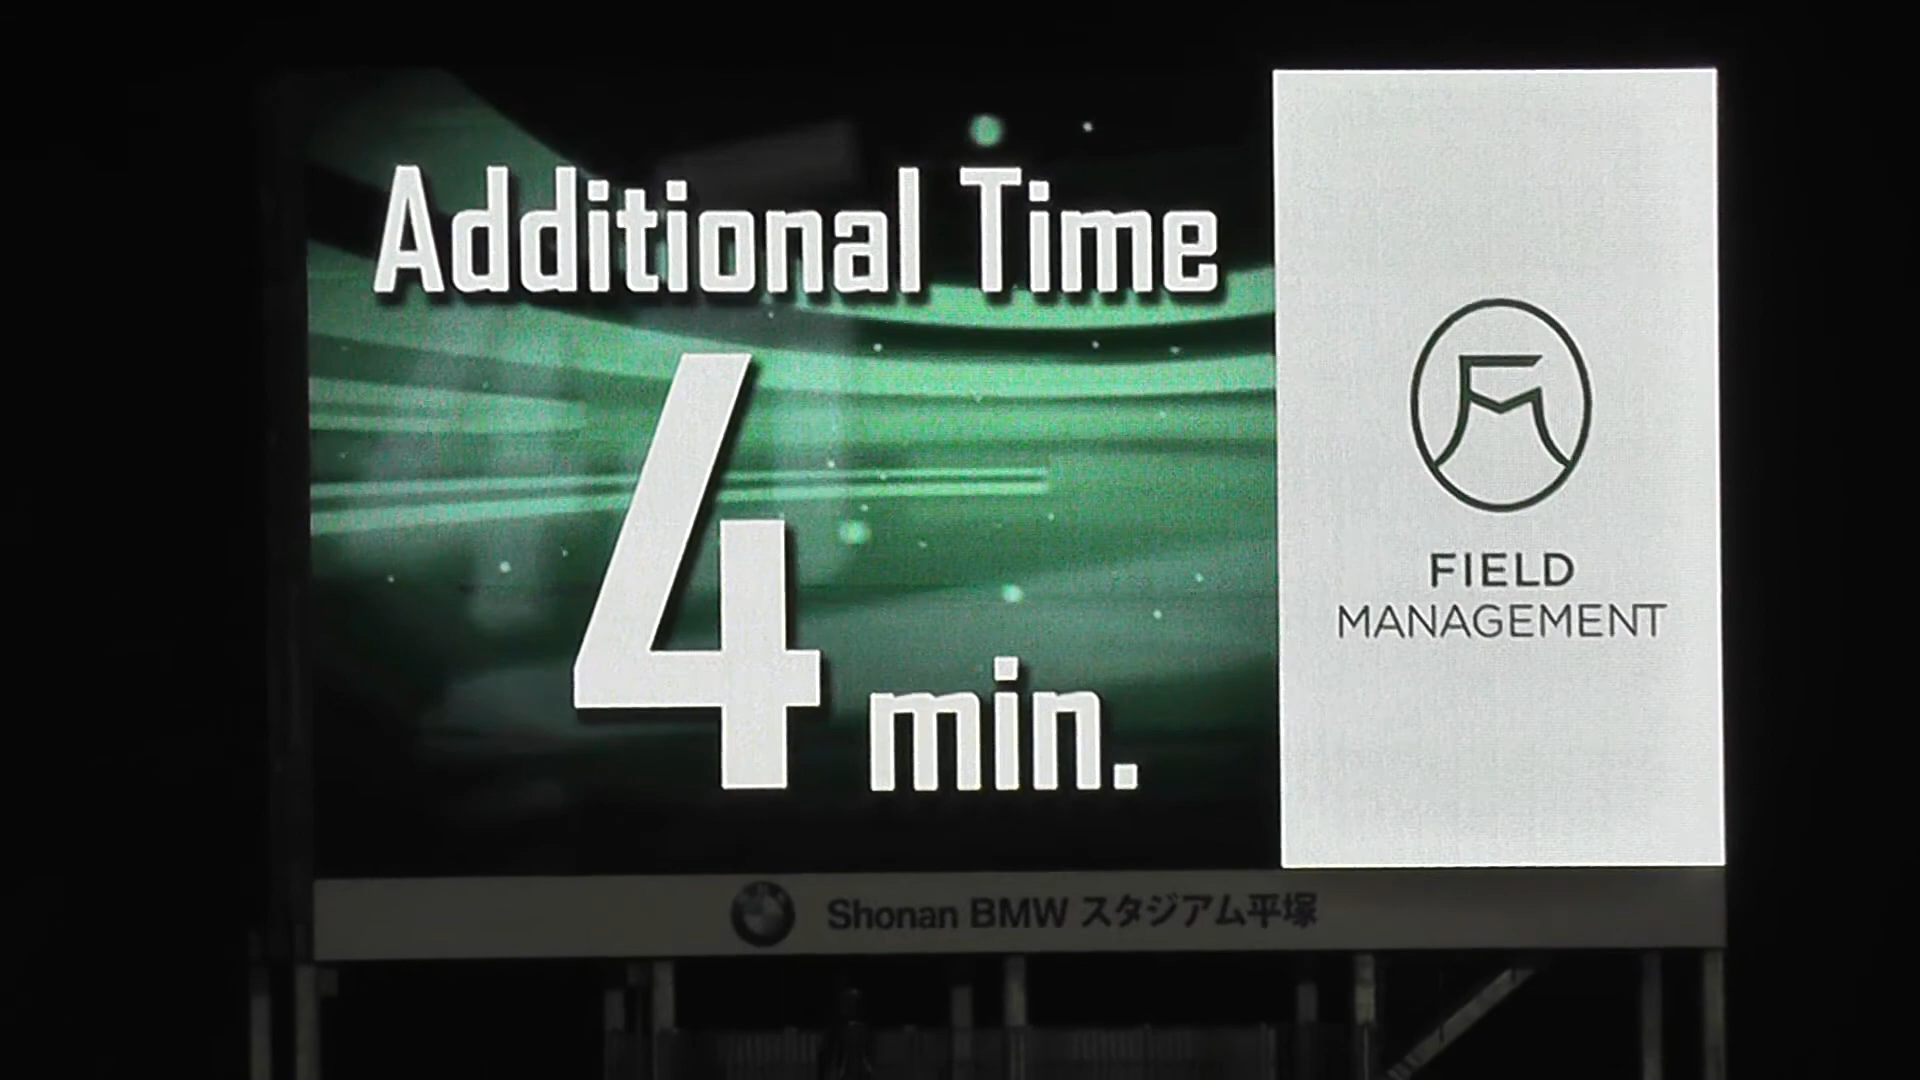 Additional Time
4 min.
FIELD
MANAGEMENT
Shonan BMW スタジアム平塚